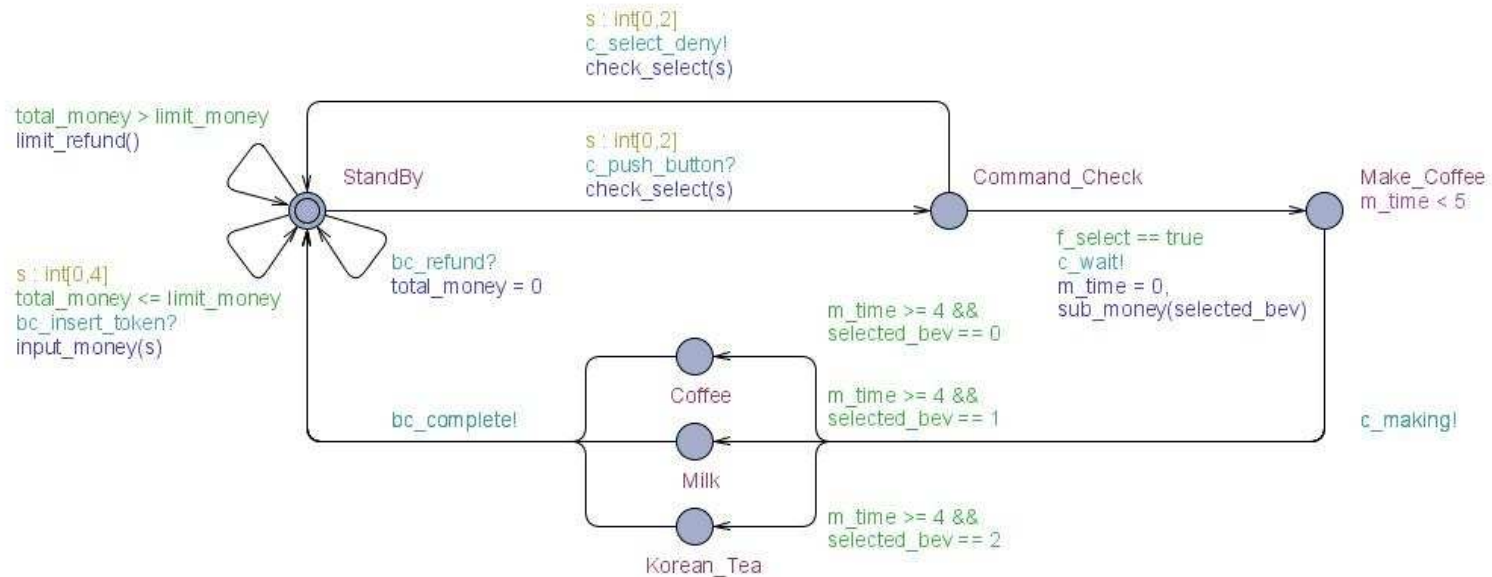 s : int[0,2]
c_select_deny!
check_select(s)
total_money > limit_money
limit_refund()
StandBy
s : int[0,2]
c_push_button?
check_select(s)
Command_Check
Make_Coffee
m_time < 5
s : int[0,4]
total_money <= limit_money
bc_insert_token?
input_money(s)
bc_refund?
total_money = 0
f_select == true
c_wait!
m_time = 0,
sub_money(selected_bev)
m_time >= 4 &&
selected_bev == 0
Coffee
bc_complete!
m_time >= 4 &&
selected_bev == 1
c_making!
Milk
m_time >= 4 &&
selected_bev == 2
Korean_Tea